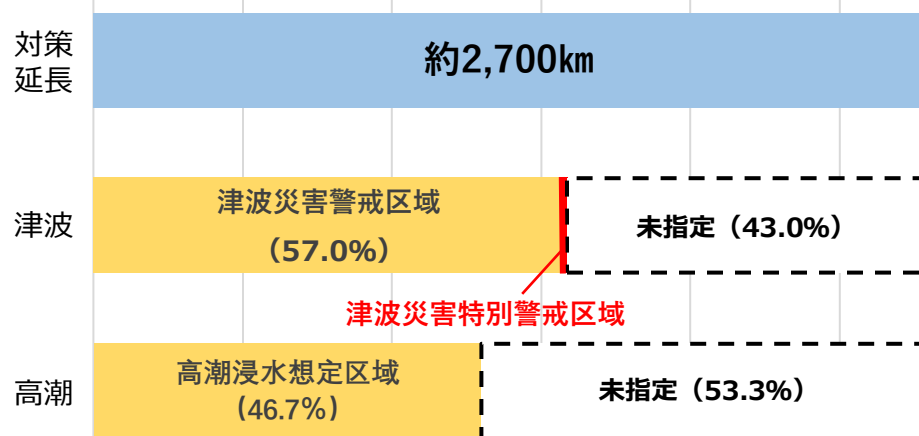 対策
延長
約2,700㎞
津波
津波災害警戒区域
（57.0%）
未指定（43.0%）
津波災害特別警戒区域
高潮
高潮浸水想定区域
(46.7%)
未指定（53.3%）